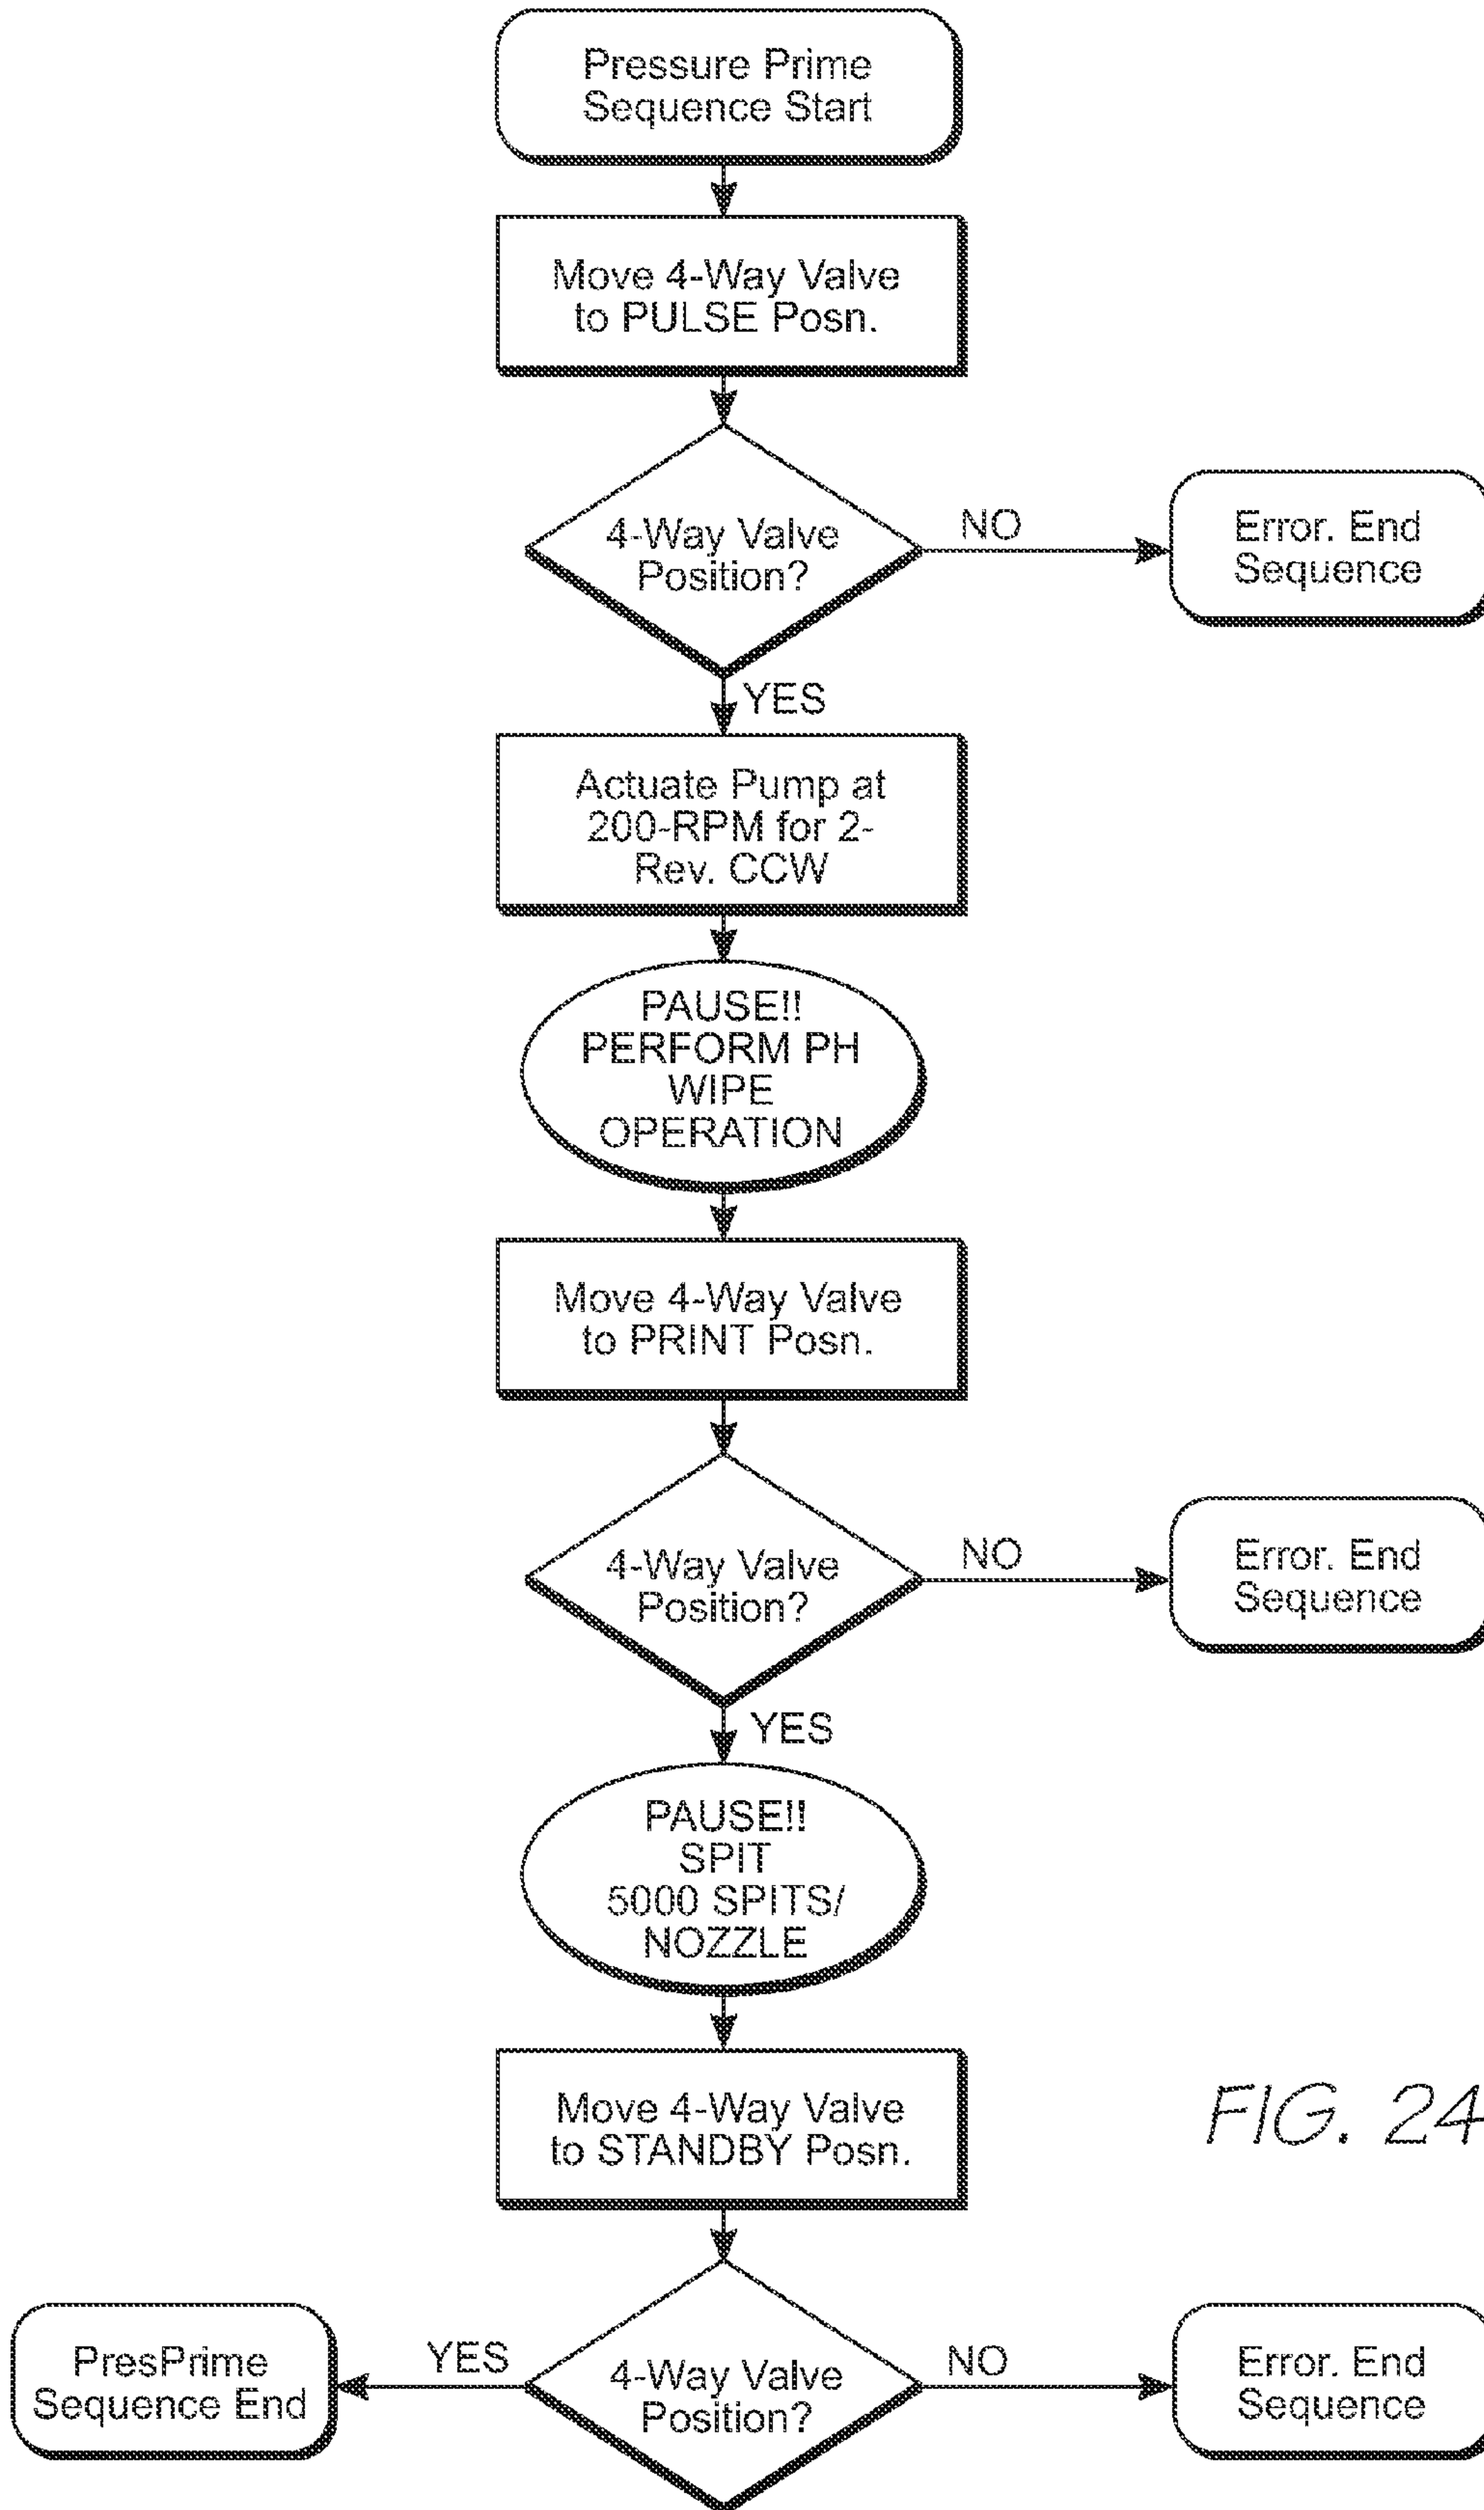 Pressure Prime
Sequence Start
Move 4-Way Valve
to PULSE Posn.
4-Way Valve
Position?
NO
Error. End
Sequence
YES
Actuate Pump at
200-RPM for 2-
Rev. CCW
PAUSE!!
PERFORM PH
WIPE
OPERATION
Move 4-Way Valve
to PRINT Posn.
4-Way Valve
Position?
NO
Error. End
Sequence
YES
PAUSE!!
SPIT
5000 SPITS/
NOZZLE
Move 4-Way Valve
to STANDBY Posn.
FIG. 24
4-Way Valve
Position?
YES
PresPrime
Sequence End
NO
Error. End
Sequence